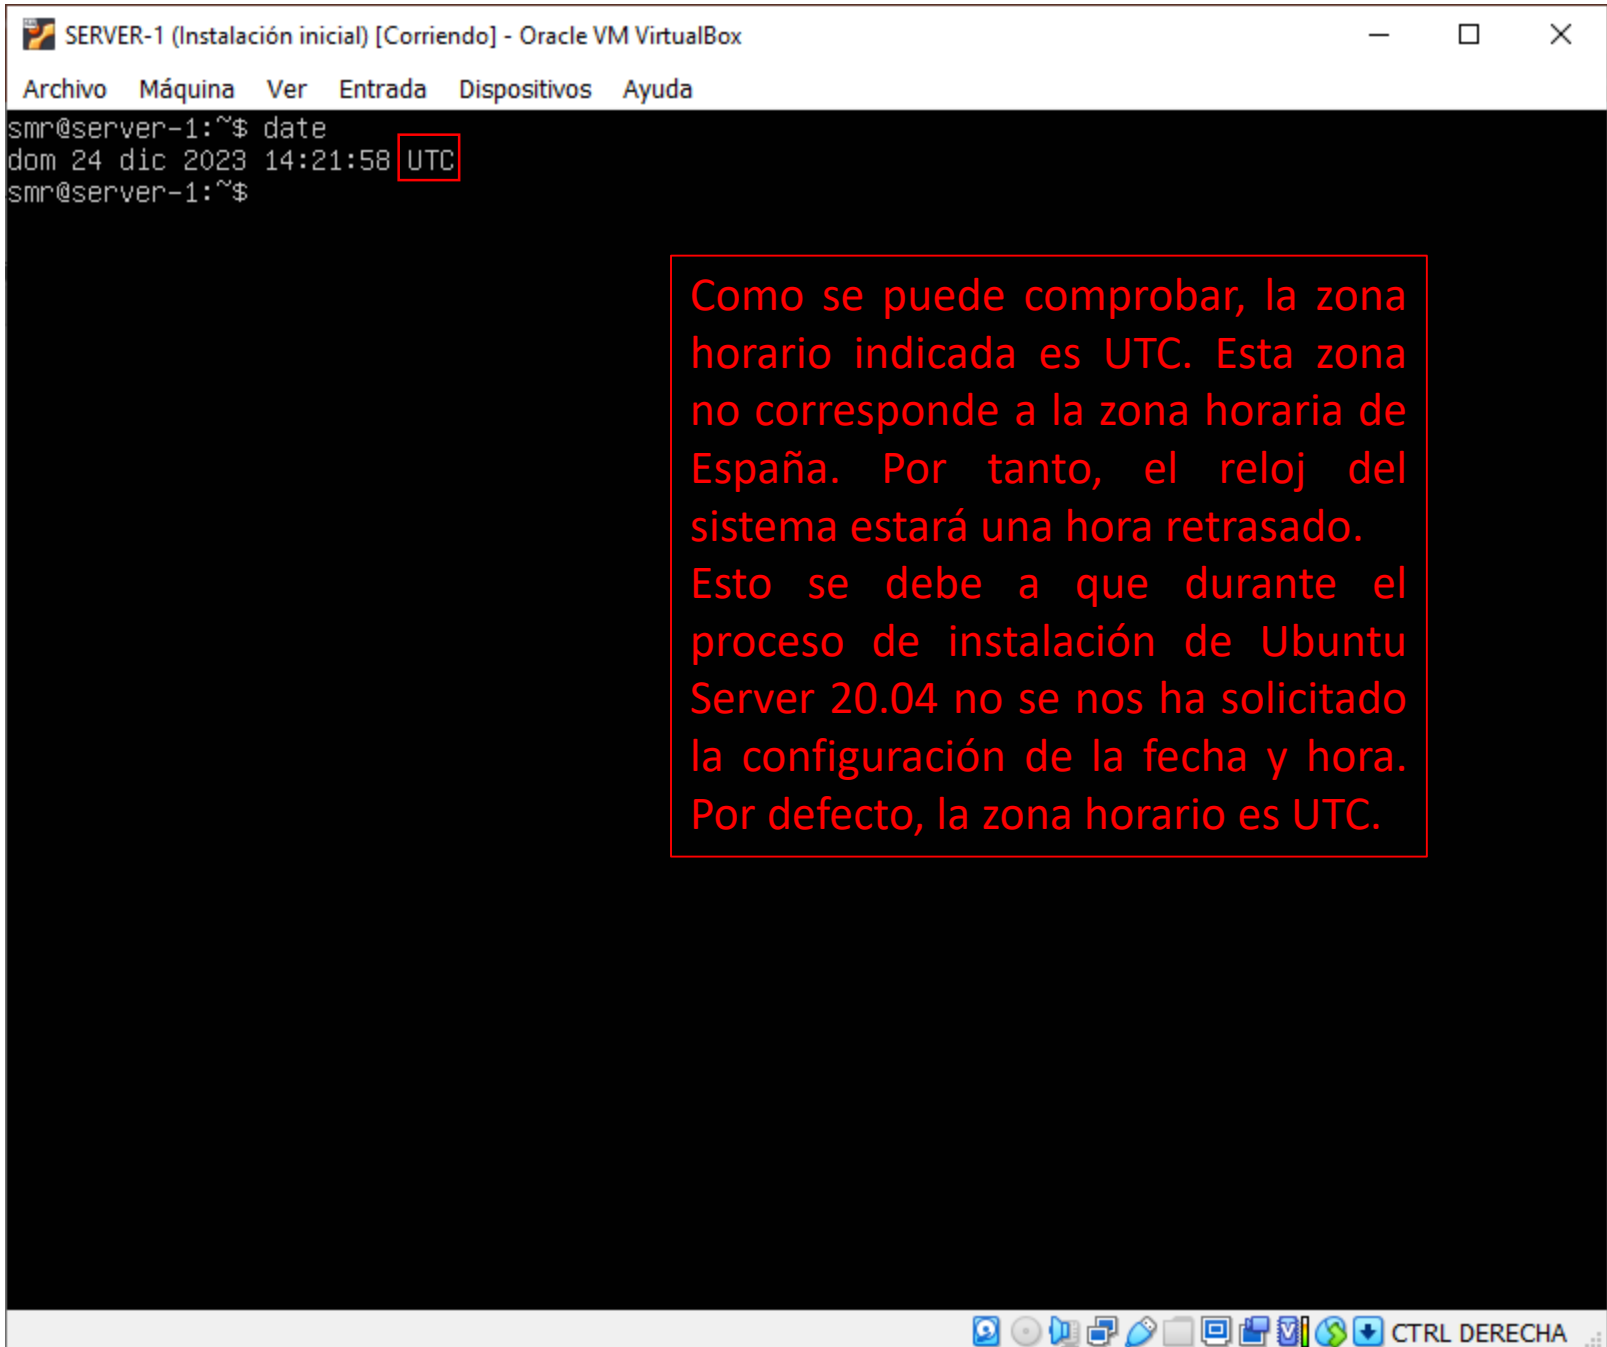 SERVER-1 (Instalación inicial) [Corriendo] - Oracle VM VirtualBox
Archivo Máquina Ver Entrada Dispositivos Ayuda
smr@server-1:~$ date
dom 24 dic 2023 14:21:58 UTC
smr@server-1:~$
Como se puede comprobar, la zona
horario indicada es UTC. Esta zona
no corresponde a la zona horaria de
España. Por tanto, el reloj del
sistema estará una hora retrasado.
Esto se debe a que durante el
proceso de instalación de Ubuntu
Server 20.04 no se nos ha solicitado
la configuración de la fecha y hora.
Por defecto, la zona horario es UTC.
CTRL DERECHA